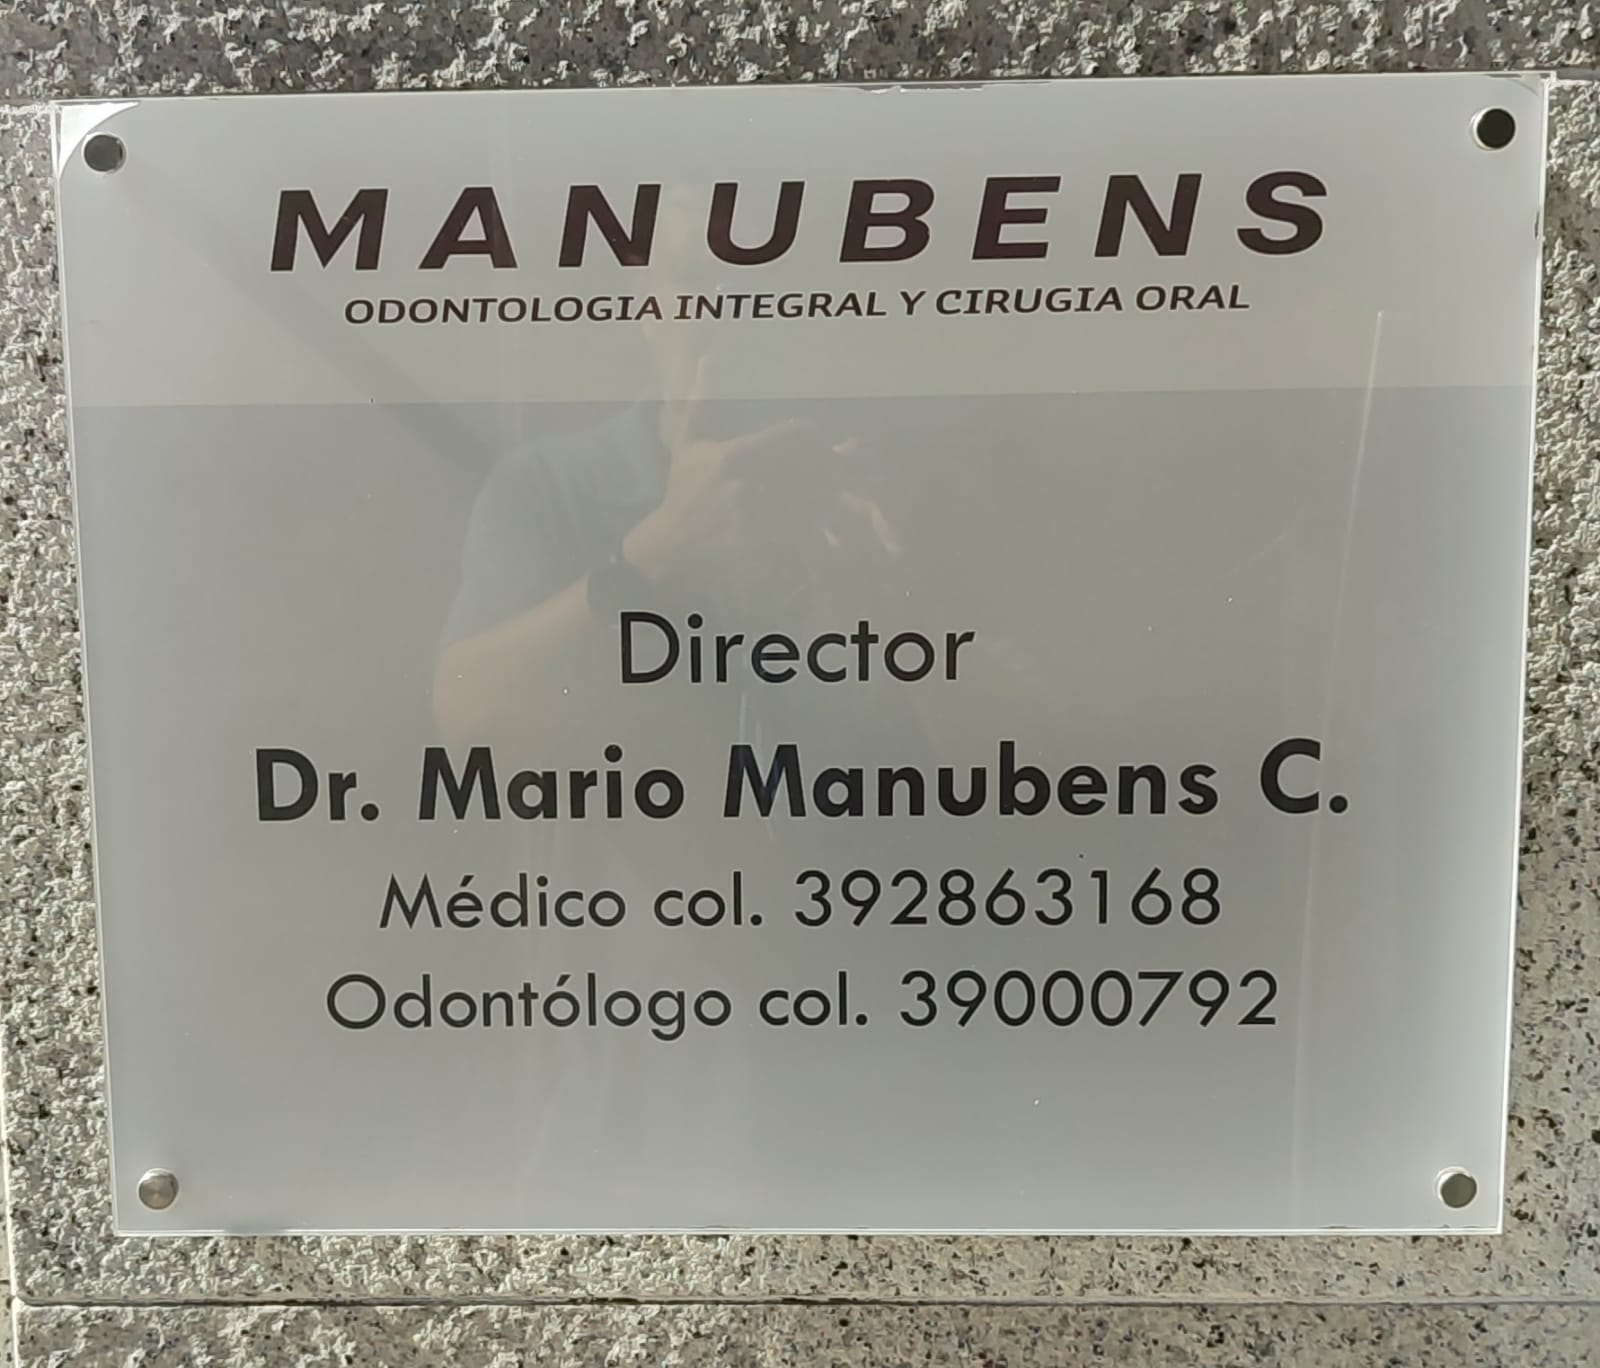 MANUBENS
ODONTOLOGIA INTEGRAL Y CIRUGIA ORAL
Director
Dr. Mario Manubens C.
Médico col. 392863168
Odontólogo col. 39000792